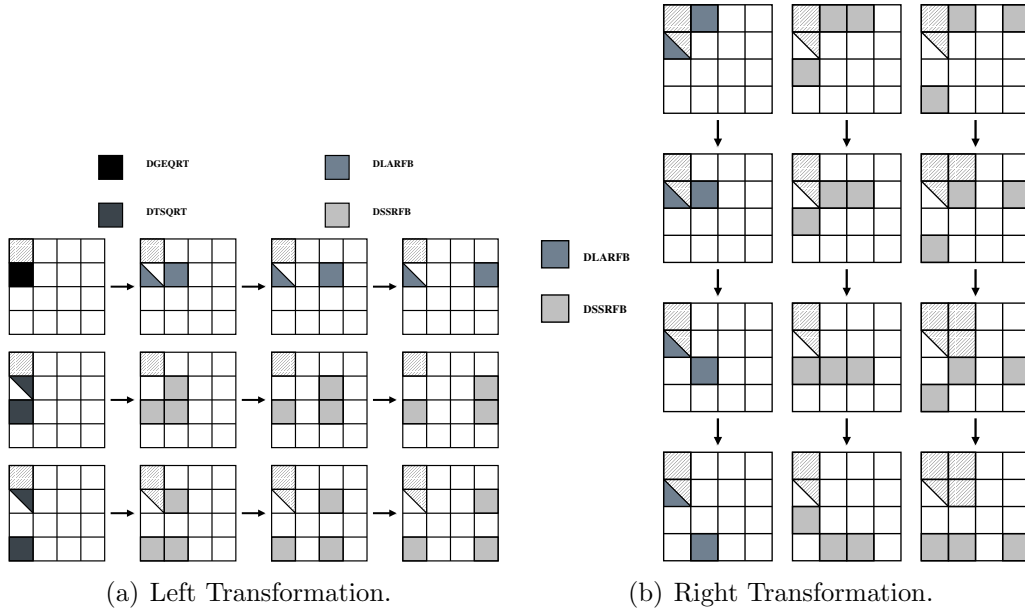 DGEQRT
DLARFB
DTSQRT
DSSRFB
DLARFB
DSSRFB
(a) Left Transformation.
(b) Right Transformation.